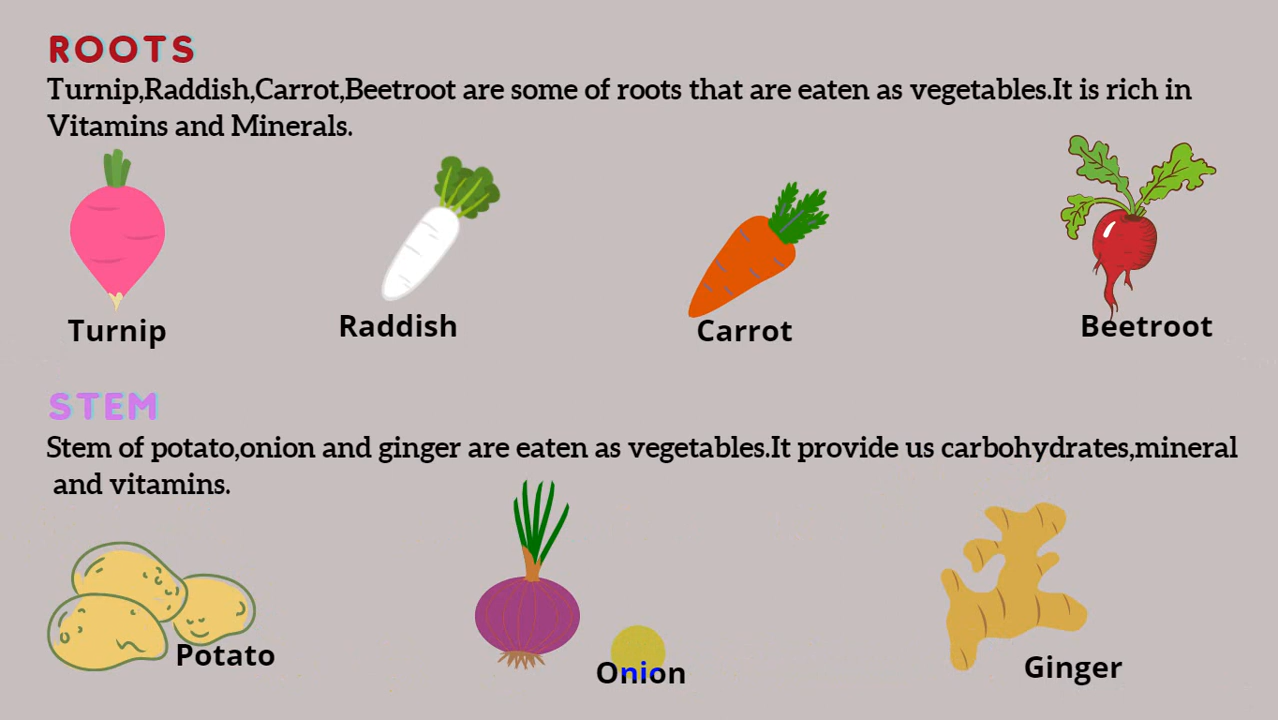 ROOTS
Turnip,Raddish,Carrot,Beetroot are some of roots that are eaten as vegetables.It is rich in
Vitamins and Minerals.
Turnip
Raddish
Carrot
Beetroot
STEM
Stem of potato,onion and ginger are eaten as vegetables.It provide us carbohydrates,mineral
and vitamins.
Potato
Onion
Ginger